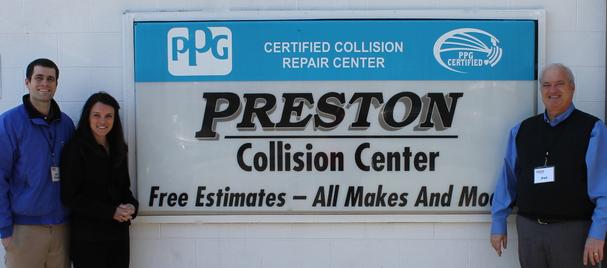 PPG
CERTIFIED COLLISION
REPAIR CENTER
PPG
CERTIFIED
PRESTON
Collision Center
Free Estimates – All Makes And Mo